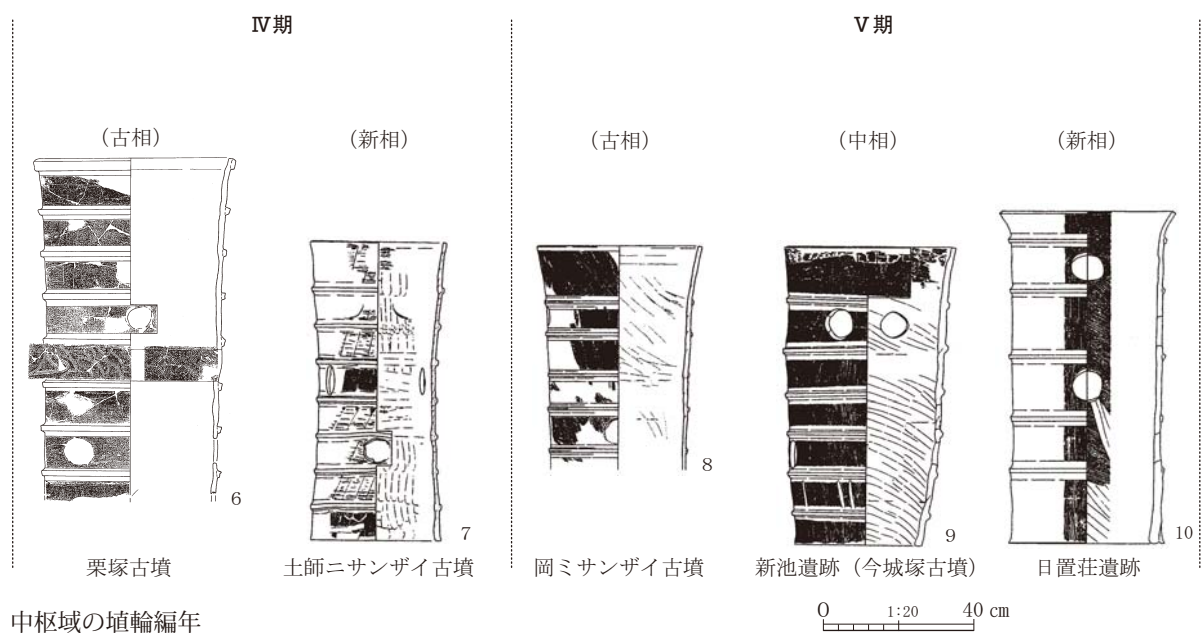 Ⅳ期 Ⅴ期
（古相） （新相） （古相） （中相） （新相）
6 7 8 9 10
栗塚古墳 土師ニサンザイ古墳 岡ミサンザイ古墳 新池遺跡（今城塚古墳） 日置荘遺跡
中枢域の埴輪編年
0 1:20 40 cm